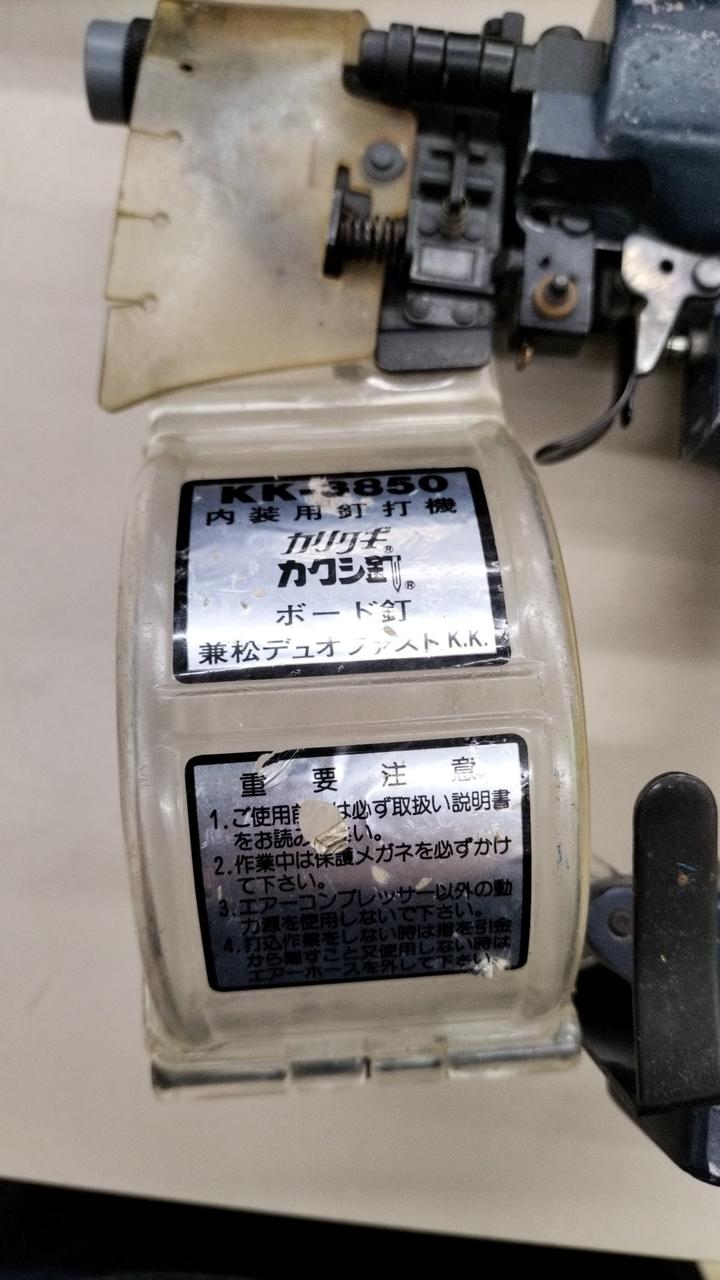 KK-3850
内装用釘打機
カリクギ®
カクシ釘®
ボード釘
兼松デュオファストK.K.
重要注意
1.ご使用前 は必ず取扱い説明書
をお読み さい。
2.作業中は保護メガネを必ずかけ
て下さい。
3.エアーコンプレッサー以外の動
力源を使用しないで下さい。
4.打込作業をしない時は指を引金
から離すこと又使用しない時は
エアーホースを外して下さい。